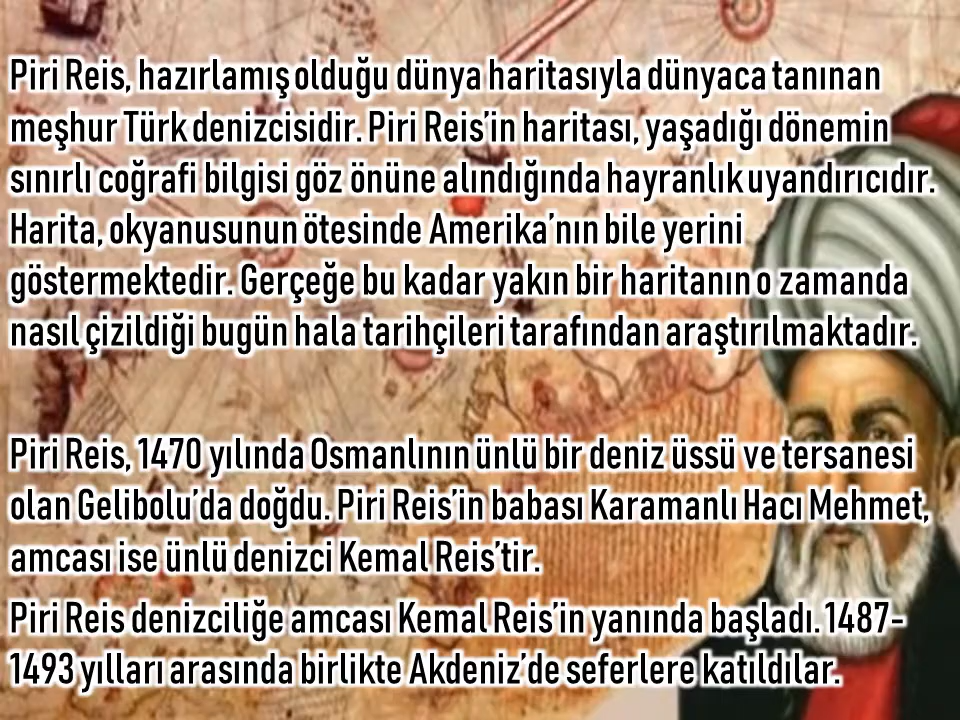 Piri Reis, hazırlamış olduğu dünya haritasıyla dünyaca tanınan
meşhur Türk denizcisidir. Piri Reis’in haritası, yaşadığı dönemin
sınırlı coğrafi bilgisi göz önüne alındığında hayranlık uyandırıcıdır.
Harita, okyanusunun ötesinde Amerika’nın bile yerini
göstermektedir. Gerçeğe bu kadar yakın bir haritanın o zamanda
nasıl çizildiği bugün hala tarihçileri tarafından araştırılmaktadır.
Piri Reis, 1470 yılında Osmanlının ünlü bir deniz üssü ve tersanesi
olan Gelibolu’da doğdu. Piri Reis’in babası Karamanlı Hacı Mehmet,
amcası ise ünlü denizci Kemal Reis’tir.
Piri Reis denizciliğe amcası Kemal Reis’in yanında başladı. 1487-
1493 yılları arasında birlikte Akdeniz’de seferlere katıldılar.